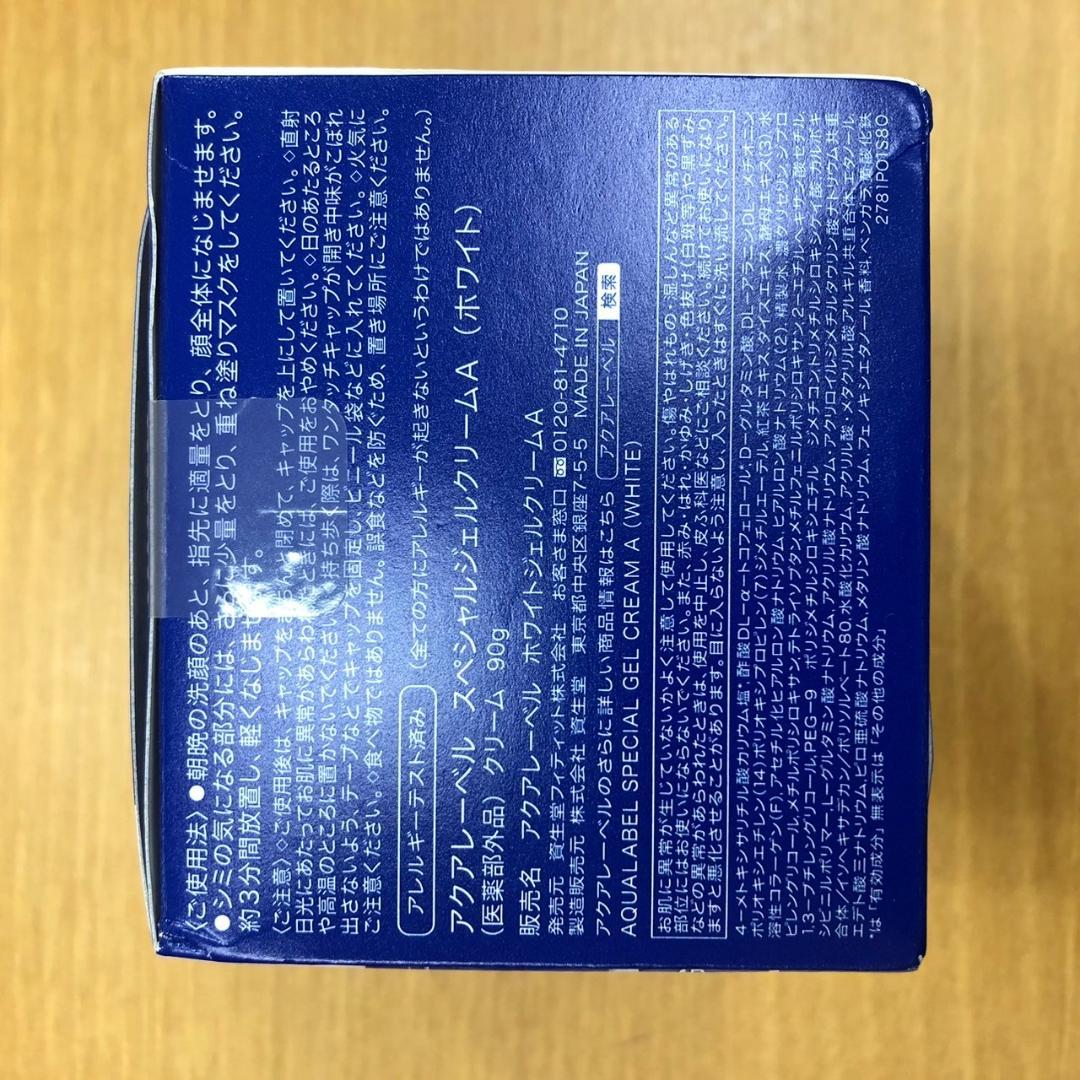 〈ご使用法〉●朝晩の洗顔のあと、指先に適量をとり、顔全体になじませます。
●シミの気になる部分には、さらに少量をとり、重ね塗りマスクをしてください。
約3分間放置し、軽くなじませます。
〈ご注意〉◇ご使用後は、キャップをきちんと閉めて、キャップを上にして置いてください。◇直射
日光にあたってお肌に異常があらわれたときには、ご使用をおやめください。◇日のあたるところ
や高温のところに置かないでください。◇持ち歩く際は、ワンタッチキャップが開き中味がこぼれ
出さないよう、テープなどでキャップを固定し、ビニール袋などに入れてください。◇火気に
ご注意ください。◇食べ物ではありません。誤食などを防ぐため、置き場所にご注意ください。
アレルギーテスト済み (全ての方にアレルギーが起きないというわけではありません。)
アクアレーベル スペシャルジェルクリームA (ホワイト)
(医薬部外品) クリーム 90g
販売名 アクアレーベル ホワイトジェルクリームA
発売元 資生堂フィティット株式会社 お客さま窓口 0120-81-4710
製造販売元 株式会社 資生堂 東京都中央区銀座7-5-5 MADE IN JAPAN
アクアレーベルのさらに詳しい商品情報はこちら アクアレーベル 検索
AQUALABEL SPECIAL GEL CREAM A (WHITE)
お肌に異常が生じていないかよく注意して使用してください。傷やはれもの、湿しんなど異常のある
部位にはお使いにならないでください。また、赤み・はれ・かゆみ・しげき・色抜け(白斑等)や黒ずみ
などの異常があらわれたときは、使用を中止し、皮ふ科医などにご相談ください。続けてお使いになり
ますと悪化させることがあります。目に入らないよう注意し、入ったときはすぐに洗い流してください。
4-メトキシサリチル酸カリウム塩*,酢酸DL-α-トコフェロール*,D-グルタミン酸,DL-アラニン,DL-メチオニン,
ポリオキシエチレン(14)ポリオキシプロピレン(7)ジメチルエーテル,紅茶エキス,ダイズエキス,酵母エキス(3),水
溶性コラーゲン(F),アセチル化ヒアルロン酸ナトリウム,ヒアルロン酸ナトリウム(2),精製水,濃グリセリン,ジプロ
ピレングリコール,メチルポリシロキサン,テトライソブタン,メチルフェニルポリシロキサン,2-エチルヘキサン酸セチル,
1,3-ブチレングリコール,PEG-9 ポリジメチルシロキシエチル ジメチコン,トリメチルシロキシケイ酸,カルボキ
シビニルポリマー,L-グルタミン酸ナトリウム,アクリル酸ナトリウム,アクリロイルジメチルタウリン酸ナトリウム共重
合体/イソヘキサデカン/ポリソルベート80,水酸化カリウム,アクリル酸・メタクリル酸アルキル共重合体,エタノール,
エデト酸三ナトリウム,ピロ亜硫酸ナトリウム,メタリン酸ナトリウム,フェノキシエタノール,香料,ベンガラ,黄酸化鉄
*は「有効成分」無表示は「その他の成分」 2781P01S80